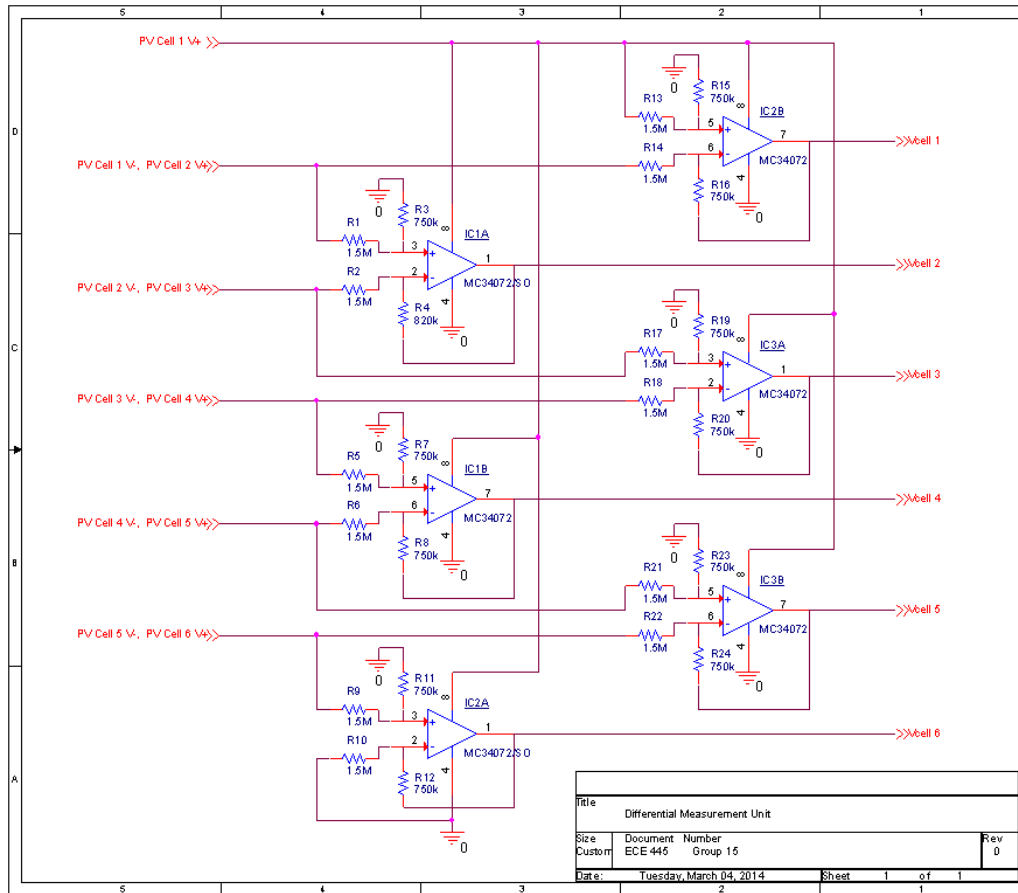 5 4 3 2 1
D
C
B
A
PV Cell 1 V+
PV Cell 1 V-, PV Cell 2 V+
PV Cell 2 V-, PV Cell 3 V+
PV Cell 3 V-, PV Cell 4 V+
PV Cell 4 V-, PV Cell 5 V+
PV Cell 5 V-, PV Cell 6 V+
0
R15
750k
8
IC2B
R13
1.5M
5
+
7
Vcell 1
R14
1.5M
6
-
MC34072
4
R16
750k
0
0
R3
750k
8
IC1A
R1
1.5M
3
+
1
Vcell 2
R2
1.5M
2
-
MC34072/SO
4
R4
820k
0
0
R19
750k
8
IC3A
R17
1.5M
3
+
1
Vcell 3
R18
1.5M
2
-
MC34072
4
R20
750k
0
0
R7
750k
8
IC1B
R5
1.5M
5
+
7
Vcell 4
R6
1.5M
6
-
MC34072
4
R8
750k
0
0
R23
750k
8
IC3B
R21
1.5M
5
+
7
Vcell 5
R22
1.5M
6
-
MC34072
4
R24
750k
0
0
R11
750k
8
IC2A
R9
1.5M
3
+
1
Vcell 6
R10
1.5M
2
-
MC34072/SO
4
R12
750k
0
Title
Differential Measurement Unit
Size Document Number Rev
Custom ECE 445 Group 15 0
Date: Tuesday, March 04, 2014 Sheet 1 of 1
5 4 3 2 1